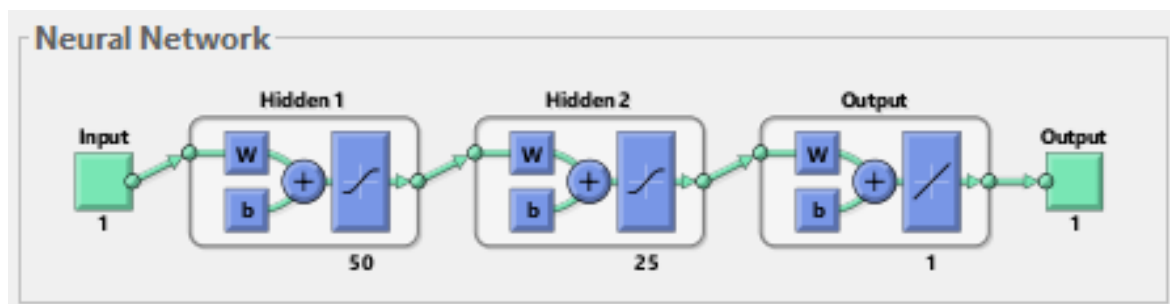 Neural Network
Hidden 1 Hidden 2 Output
Input Output
W W W
+ + +
b b b
1 1
50 25 1